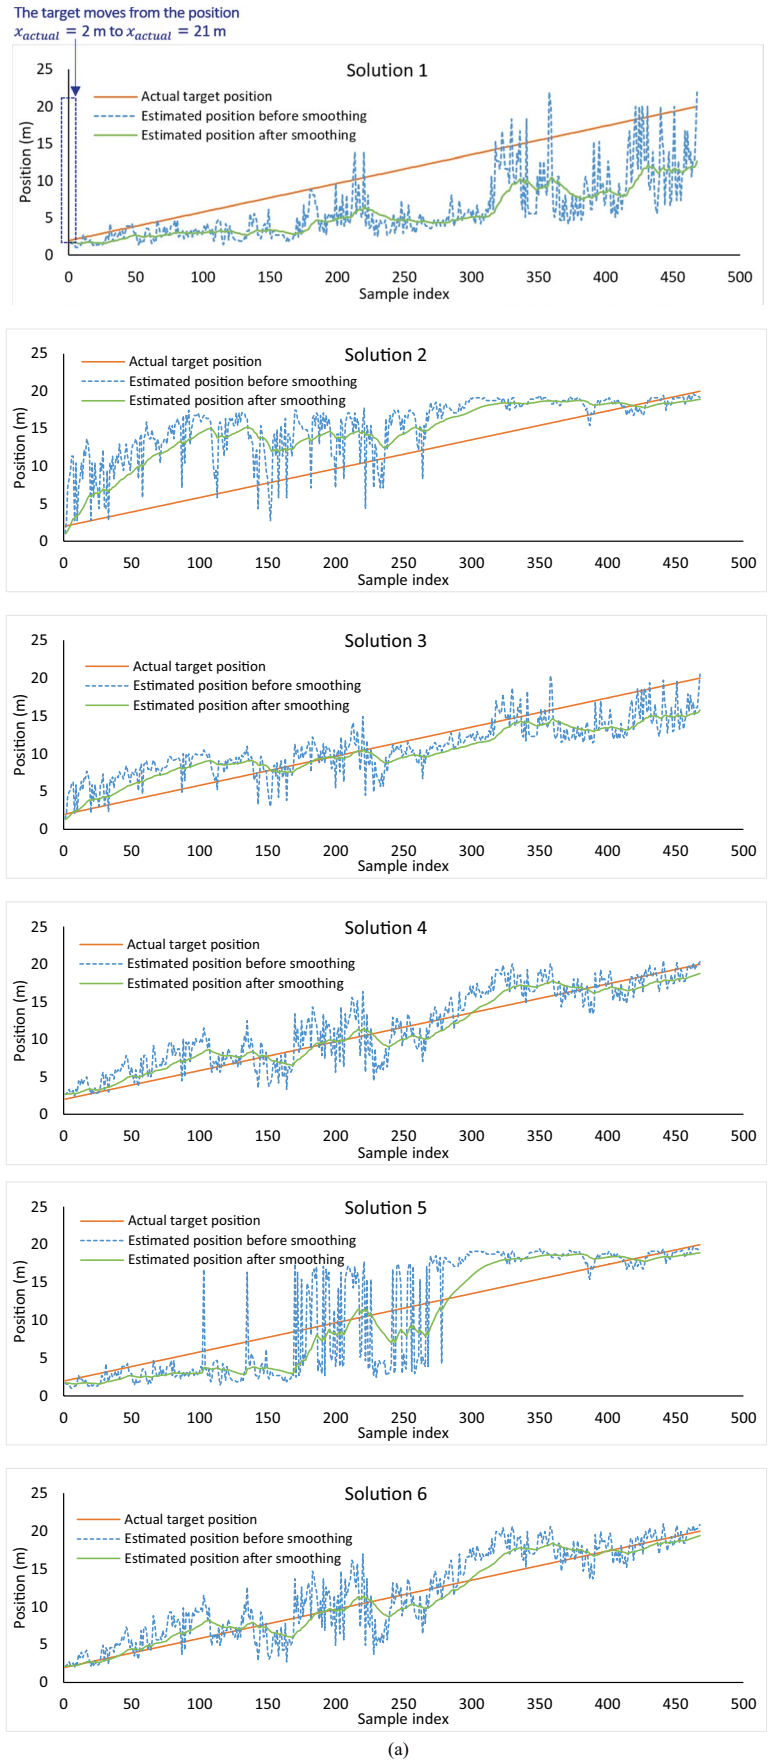 The target moves from the position
x_actual = 2 m to x_actual = 21 m
Solution 1
Actual target position
Estimated position before smoothing
Estimated position after smoothing
Position (m)
25
20
15
10
5
0
0 50 100 150 200 250 300 350 400 450 500
Sample index
Solution 2
Actual target position
Estimated position before smoothing
Estimated position after smoothing
Position (m)
25
20
15
10
5
0
0 50 100 150 200 250 300 350 400 450 500
Sample index
Solution 3
Actual target position
Estimated position before smoothing
Estimated position after smoothing
Position (m)
25
20
15
10
5
0
0 50 100 150 200 250 300 350 400 450 500
Sample index
Solution 4
Actual target position
Estimated position before smoothing
Estimated position after smoothing
Position (m)
25
20
15
10
5
0
0 50 100 150 200 250 300 350 400 450 500
Sample index
Solution 5
Actual target position
Estimated position before smoothing
Estimated position after smoothing
Position (m)
25
20
15
10
5
0
0 50 100 150 200 250 300 350 400 450 500
Sample index
Solution 6
Actual target position
Estimated position before smoothing
Estimated position after smoothing
Position (m)
25
20
15
10
5
0
0 50 100 150 200 250 300 350 400 450 500
Sample index
(a)